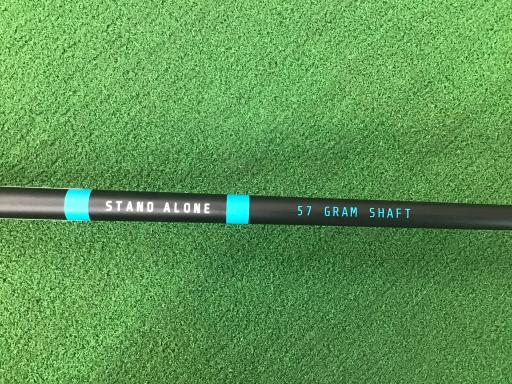 STAND ALONE 57 GRAM SHAFT